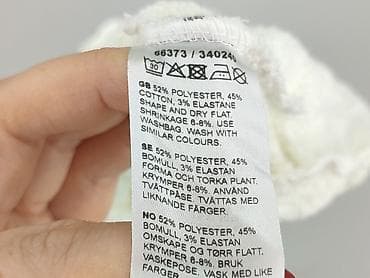 66373 / 34024
30
GB 52% POLYESTER, 45%
COTTON, 3% ELASTANE
SHAPE AND DRY FLAT.
SHRINKAGE 6-8%. USE
WASHBAG. WASH WITH
SIMILAR COLOURS.
SE 52% POLYESTER, 45%
BOMULL, 3% ELASTAN
FORMA OCH TORKA PLANT.
KRYMPER 6-8%. ANVÄND
TVÄTTPÅSE. TVÄTTAS MED
LIKNANDE FÄRGER.
NO 52% POLYESTER, 45%
BOMULL, 3% ELASTAN
OMSKAPE OG TØRR FLATT.
KRYMPER 6-8%. BRUK
VASKEPOSE. VASK MED LIKE
FARGER